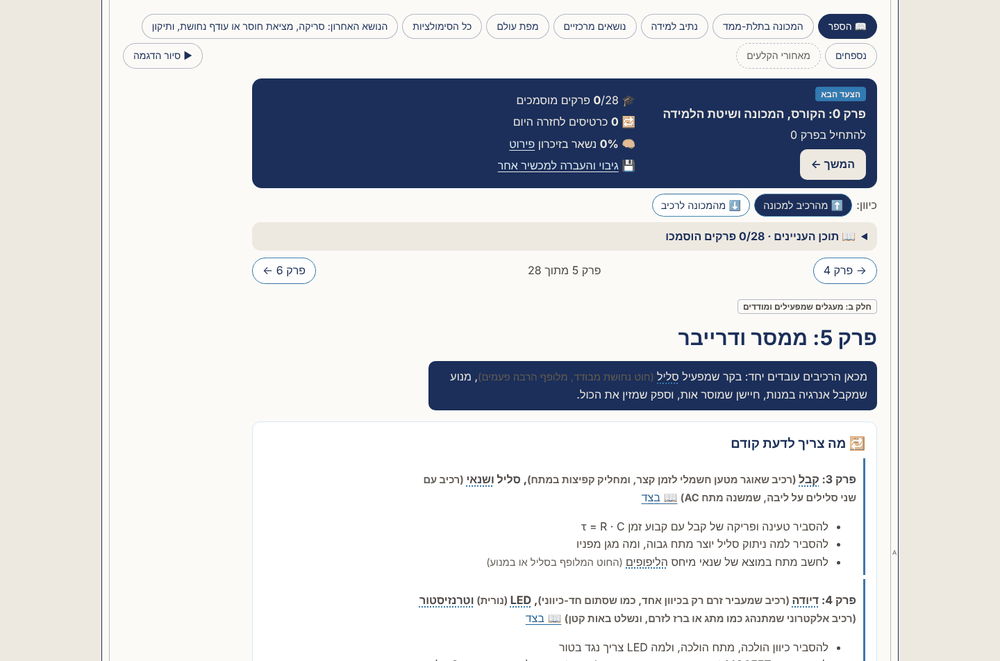 📖 הספר
המכונה בתלת-ממד
נתיב למידה
נושאים מרכזיים
מפת עולם
כל הסימולציות
הנושא האחרון: סריקה, מציאת חוסר או עודף נחושת, ותיקון
נספחים
מאחורי הקלעים
▶ סיור הדגמה
הצעד הבא
פרק 0: הקורס, המכונה ושיטת הלמידה
להתחיל בפרק 0
המשך ←
🎓 0/28 פרקים מוסמכים
🔁 0 כרטיסים לחזרה היום
🧠 0% נשאר בזיכרון פירוט
💾 גיבוי והעברה למכשיר אחר
כיוון:
⬆️ מהרכיב למכונה
⬇️ מהמכונה לרכיב
◀ 📖 תוכן העניינים · 0/28 פרקים הוסמכו
→ פרק 4
פרק 5 מתוך 28
פרק 6 ←
חלק ב: מעגלים שמפעילים ומודדים
פרק 5: ממסר ודרייבר
מכאן הרכיבים עובדים יחד: בקר שמפעיל סליל (חוט נחושת מבודד, מלופף הרבה פעמים), מנוע
שמקבל אנרגיה במנות, חיישן שמוסר אות, וספק שמזין את הכול.
🔁 מה צריך לדעת קודם
פרק 3: קבל (רכיב שאוגר מטען חשמלי לזמן קצר, ומחליק קפיצות במתח), סליל ושנאי (רכיב עם
שני סלילים על ליבה, שמשנה מתח AC) 📖 בצד
• להסביר טעינה ופריקה של קבל עם קבוע זמן τ = R · C
• להסביר למה ניתוק סליל יוצר מתח גבוה, ומה מגן מפניו
• לחשב מתח במוצא של שנאי מיחס הליפופים (החוט המלופף בסליל או במנוע)
פרק 4: דיודה (רכיב שמעביר זרם רק בכיוון אחד, כמו שסתום חד-כיווני), LED (נורית) וטרנזיסטור
(רכיב אלקטרוני שמתנהג כמו מתג או ברז לזרם, ונשלט באות קטן) 📖 בצד
• להסביר כיוון הולכה, מתח הולכה, ולמה LED צריך נגד בטור
A